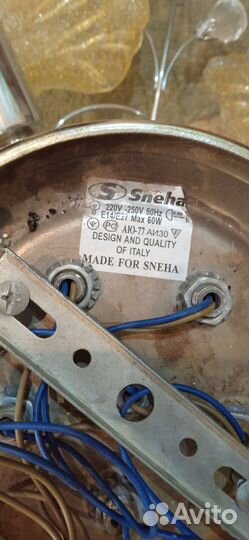 Sneha
220V -250V 50Hz
E14/E27 Max 60W
РС АЮ-77 АИ30
DESIGN AND QUALITY
OF ITALY
MADE FOR SNEHA
Avito